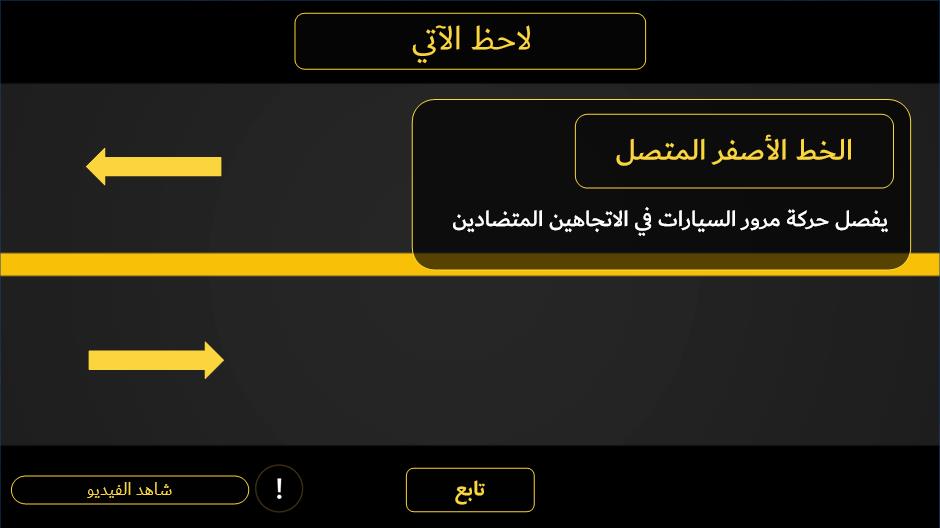 لاحظ الآتي
الخط الأصفر المتصل
يفصل حركة مرور السيارات في الاتجاهين المتضادين
تابع
!
شاهد الفيديو